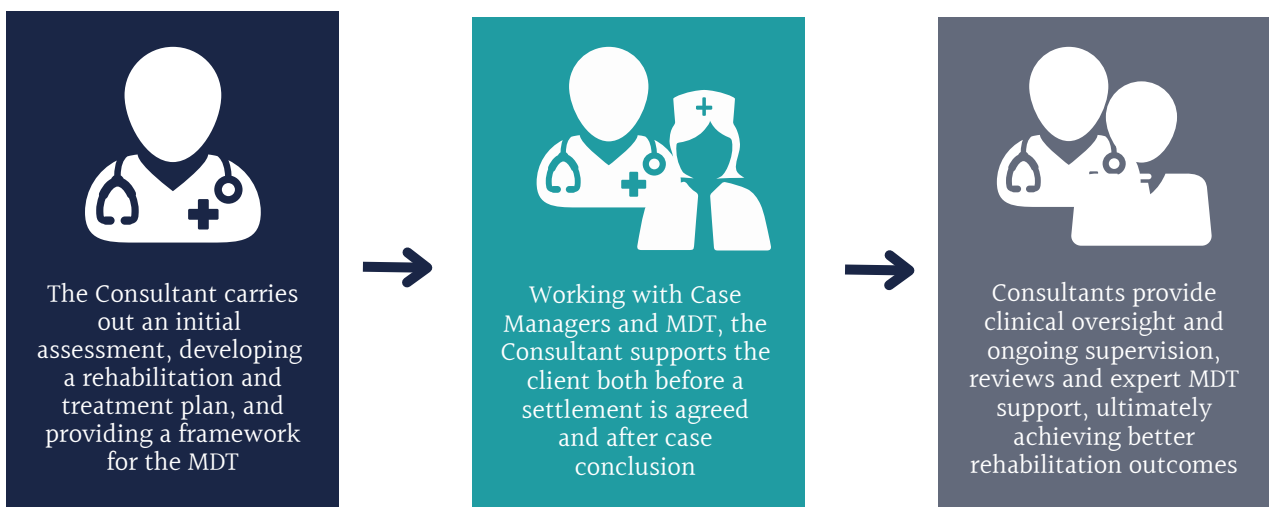 The Consultant carries
out an initial
assessment, developing
a rehabilitation and
treatment plan, and
providing a framework
for the MDT
Working with Case
Managers and MDT, the
Consultant supports the
client both before a
settlement is agreed
and after case
conclusion
Consultants provide
clinical oversight and
ongoing supervision,
reviews and expert MDT
support, ultimately
achieving better
rehabilitation outcomes